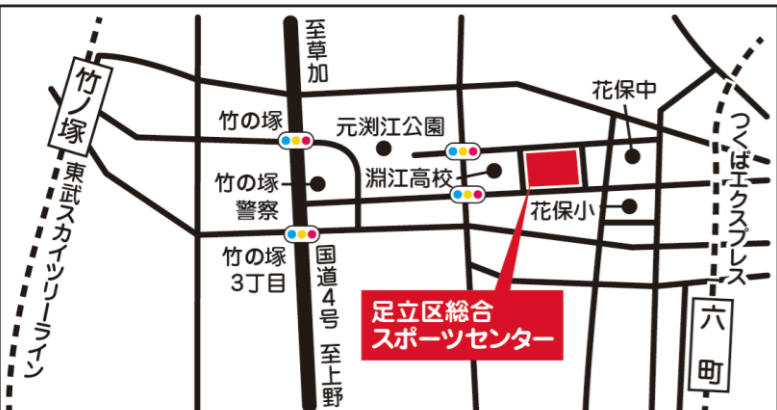 至草加
竹ノ塚
東武スカイツリーライン
竹の塚
元渕江公園
花保中
つくばエクスプレス
竹の塚
警察
淵江高校
花保小
竹の塚
3丁目
国道4号 至上野
足立区総合
スポーツセンター
六町